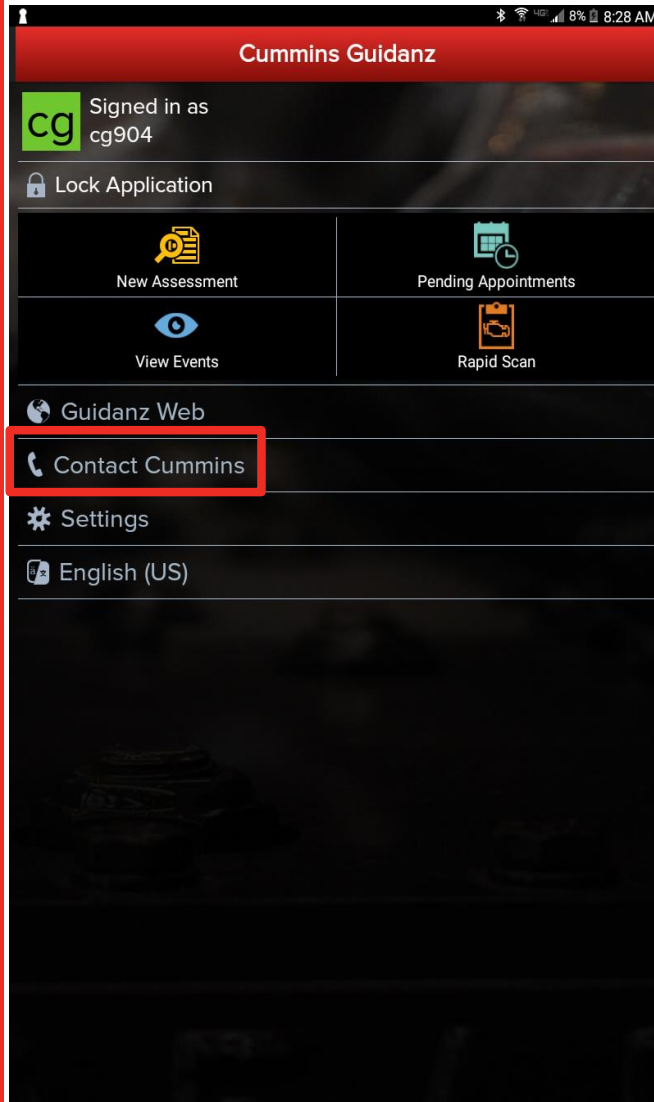 4G 8% 8:28 AM
Cummins Guidanz
cg
Signed in as
cg904
Lock Application
New Assessment
Pending Appointments
View Events
Rapid Scan
Guidanz Web
Contact Cummins
Settings
English (US)